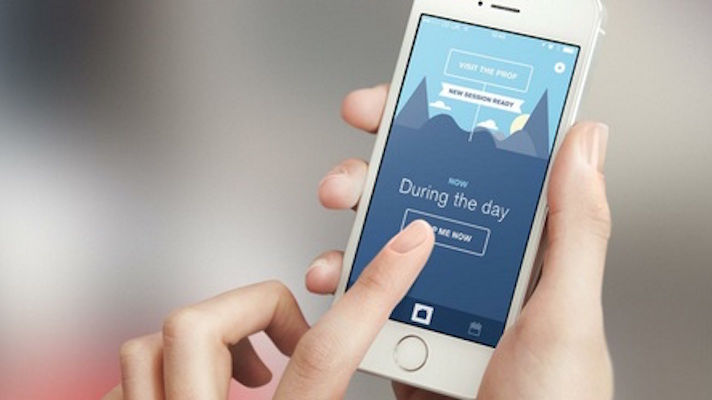 VISIT THE PROF
NEW SESSION READY
NOW
During the day
ME NOW